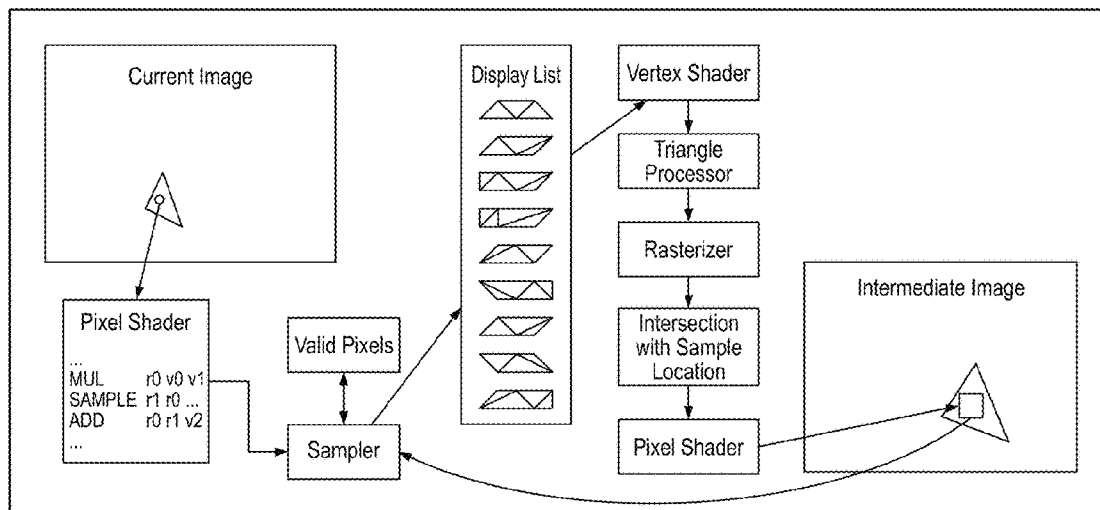 Current Image
Pixel Shader
...
MUL r0 v0 v1
SAMPLE r1 r0 ...
ADD r0 r1 v2
...
Valid Pixels
Sampler
Display List
Vertex Shader
Triangle
Processor
Rasterizer
Intersection
with Sample
Location
Pixel Shader
Intermediate Image